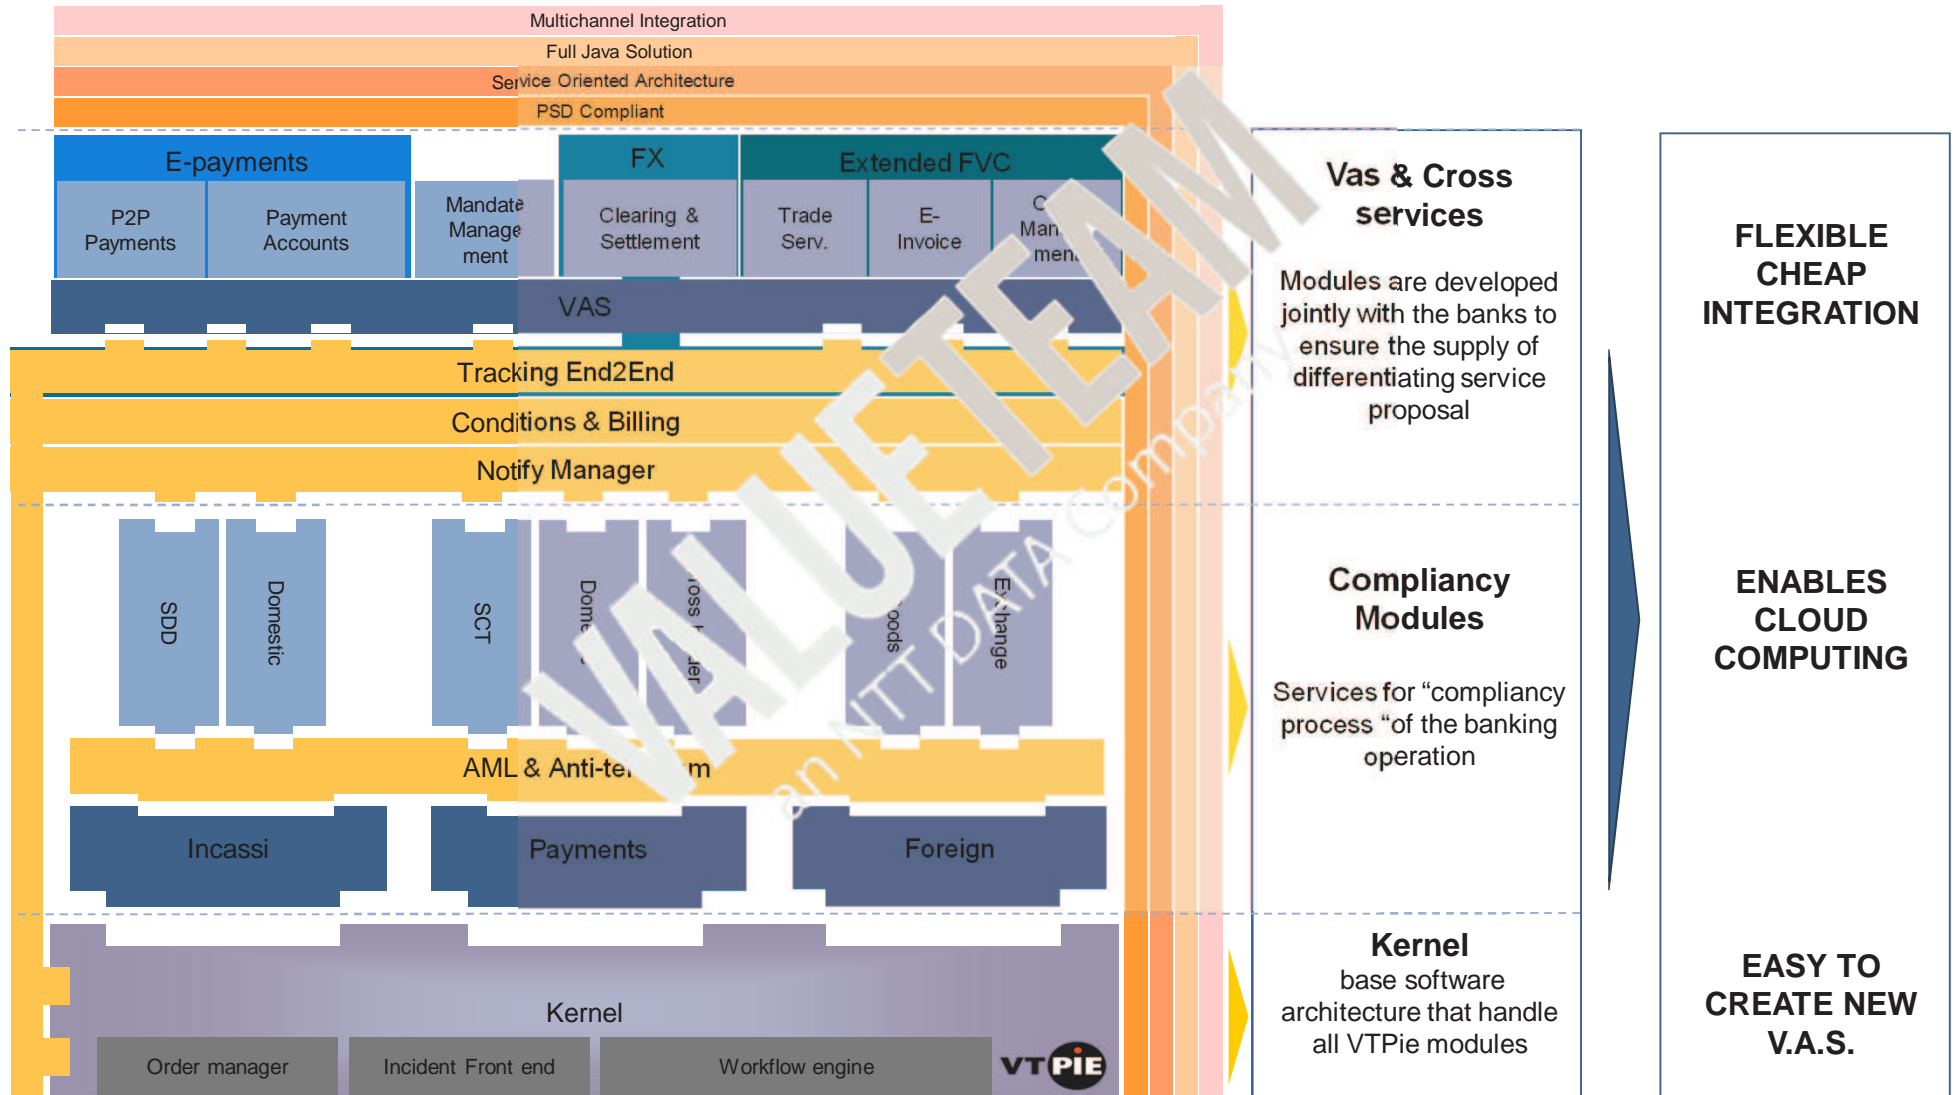 Multichannel Integration
Full Java Solution
Service Oriented Architecture
PSD Compliant
E-payments
FX
Extended FVC
P2P
Payments
Payment
Accounts
Mandate
Manage
ment
Clearing &
Settlement
Trade
Serv.
E-
Invoice
VAS
Tracking End2End
Conditions & Billing
Notify Manager
SDD
Domestic
SCT
Exchange
AML & 
Incassi
Payments
Foreign
Kernel
Order manager
Incident Front end
Workflow engine
VT PiE
VALUE TEAM
an NTT DATA Company
Vas & Cross
services
Modules are developed
jointly with the banks to
ensure the supply of
differentiating service
proposal
Compliancy
Modules
Services for “compliancy
process “of the banking
operation
Kernel
base software
architecture that handle
all VTPie modules
FLEXIBLE
CHEAP
INTEGRATION
ENABLES
CLOUD
COMPUTING
EASY TO
CREATE NEW
V.A.S.